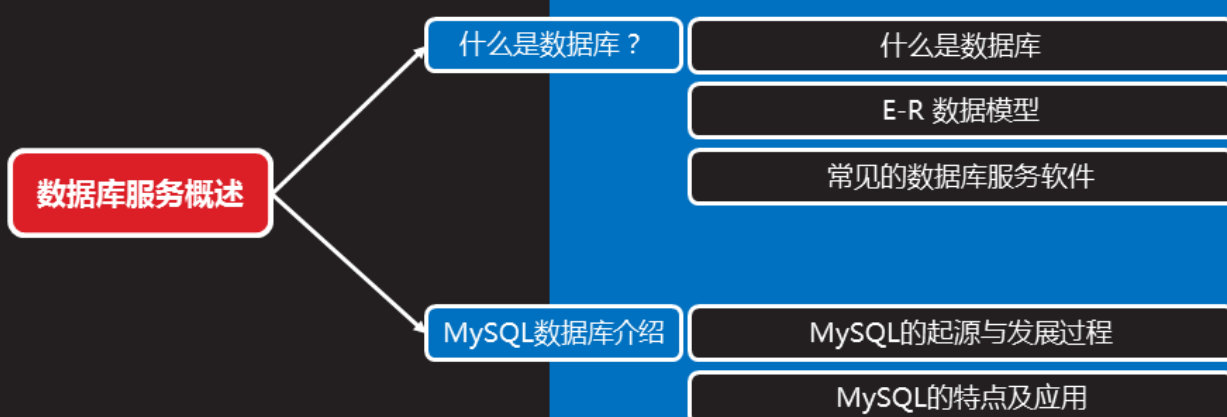 数据库服务概述
什么是数据库？
什么是数据库
E-R 数据模型
常见的数据库服务软件
MySQL数据库介绍
MySQL的起源与发展过程
MySQL的特点及应用